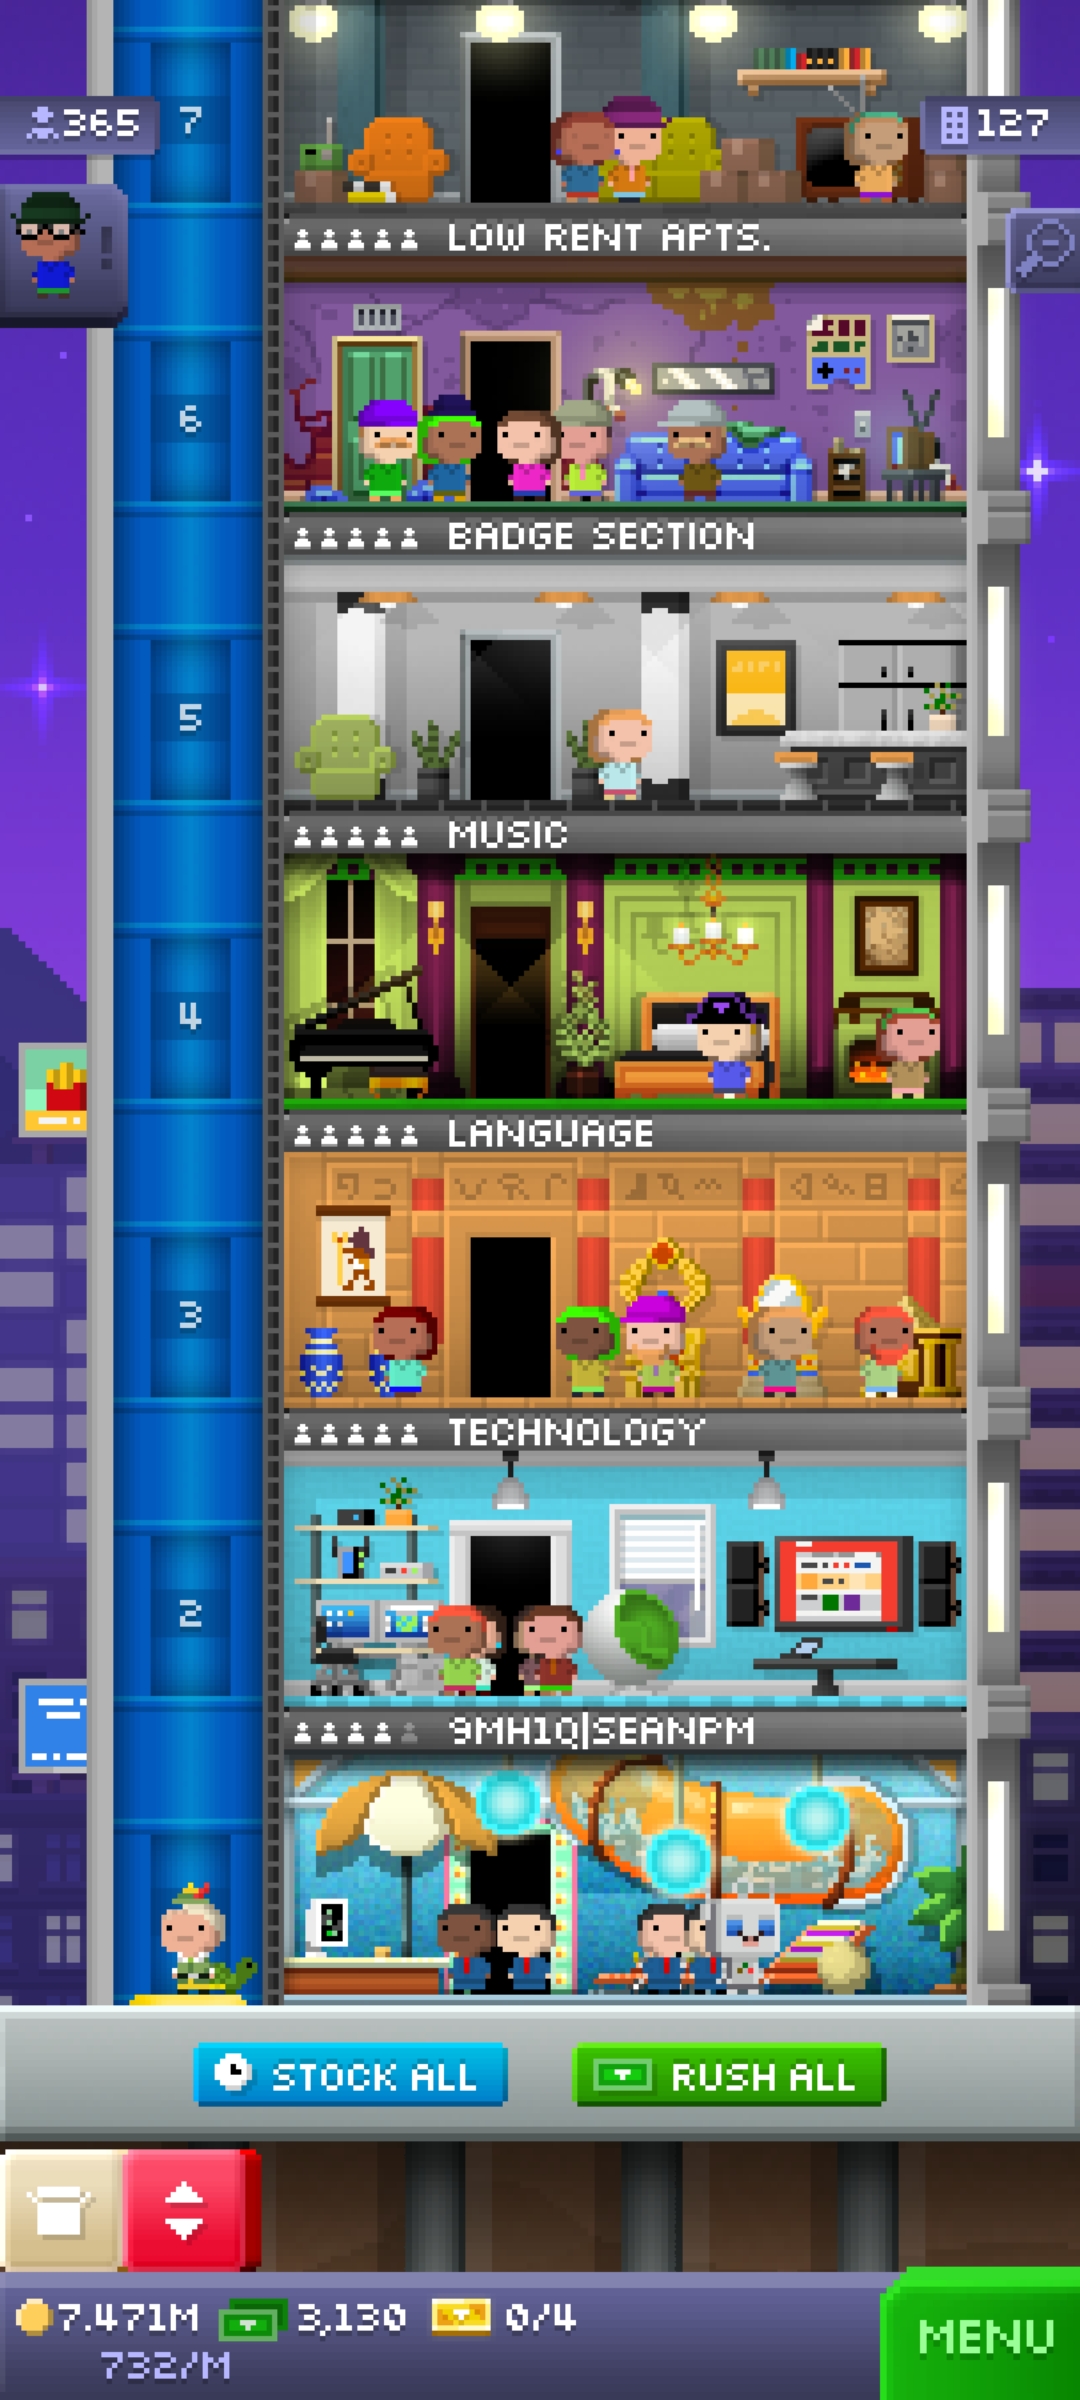 7
365
127
LOW RENT APTS.
6
BADGE SECTION
5
MUSIC
4
LANGUAGE
3
TECHNOLOGY
2
9MH1Q|SEANPM
STOCK ALL
RUSH ALL
7.471M
3,130
0/4
732/M
MENU